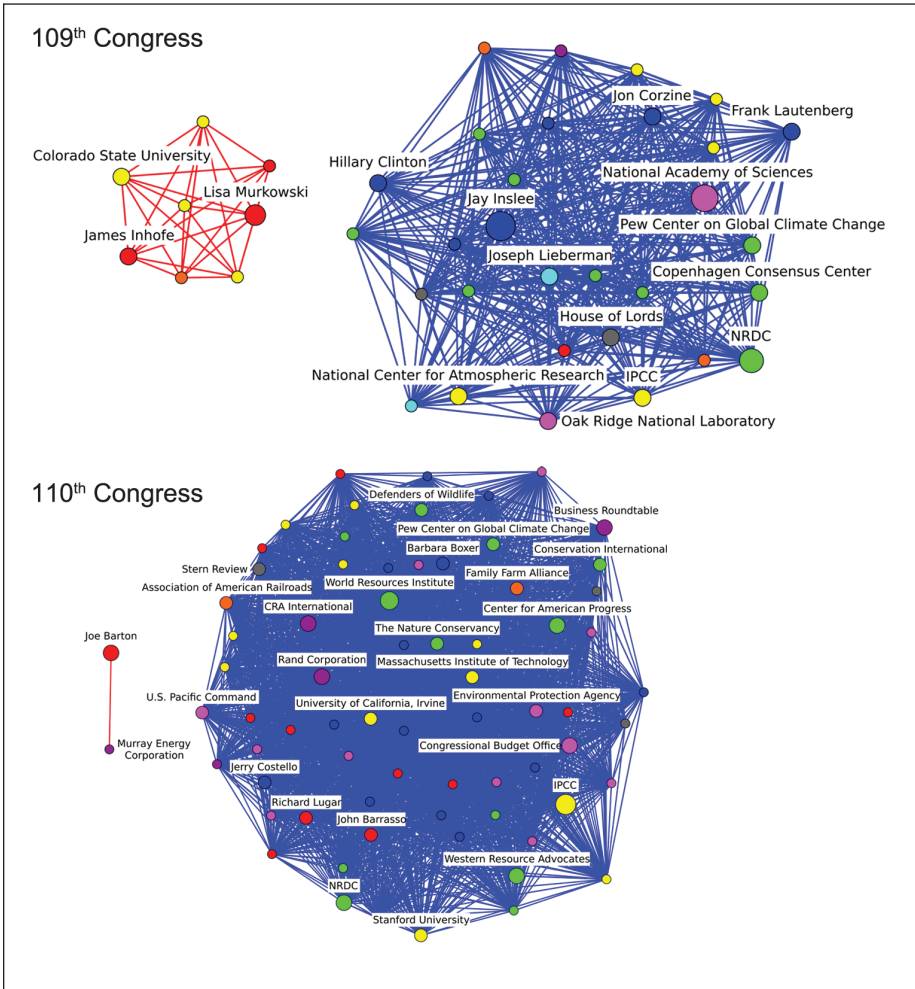 109th Congress
Jon Corzine
Frank Lautenberg
Colorado State University
Hillary Clinton
National Academy of Sciences
Lisa Murkowski
Jay Inslee
Pew Center on Global Climate Change
James Inhofe
Joseph Lieberman
Copenhagen Consensus Center
House of Lords
NRDC
National Center for Atmospheric Research
IPCC
Oak Ridge National Laboratory
110th Congress
Defenders of Wildlife
Business Roundtable
Pew Center on Global Climate Change
Barbara Boxer
Conservation International
Stern Review
World Resources Institute
Family Farm Alliance
Association of American Railroads
CRA International
Center for American Progress
The Nature Conservancy
Joe Barton
Rand Corporation
Massachusetts Institute of Technology
U.S. Pacific Command
Environmental Protection Agency
University of California, Irvine
Murray Energy
Corporation
Congressional Budget Office
Jerry Costello
IPCC
Richard Lugar
John Barrasso
Western Resource Advocates
NRDC
Stanford University